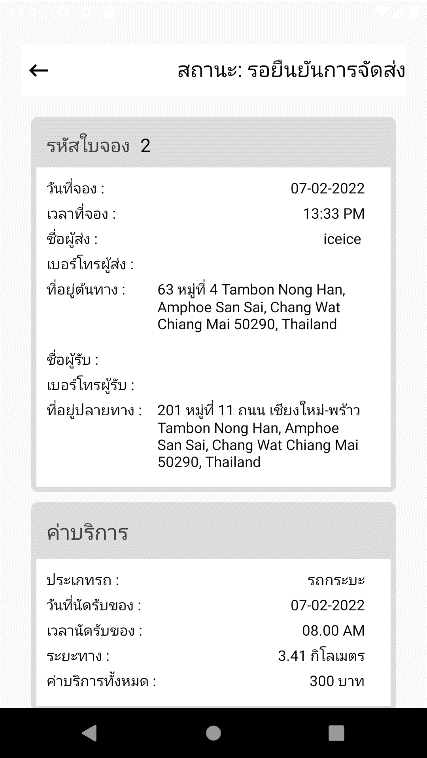 สถานะ: รอยืนยันการจัดส่ง
รหัสใบจอง 2
วันที่จอง : 07-02-2022
เวลาที่จอง : 13:33 PM
ชื่อผู้ส่ง : iceice
เบอร์โทรผู้ส่ง :
ที่อยู่ต้นทาง : 63 หมู่ที่ 4 Tambon Nong Han,
Amphoe San Sai, Chang Wat
Chiang Mai 50290, Thailand
ชื่อผู้รับ :
เบอร์โทรผู้รับ :
ที่อยู่ปลายทาง : 201 หมู่ที่ 11 ถนน เชียงใหม่-พร้าว
Tambon Nong Han, Amphoe
San Sai, Chang Wat Chiang Mai
50290, Thailand
ค่าบริการ
ประเภทรถ : รถกระบะ
วันที่นัดรับของ : 07-02-2022
เวลานัดรับของ : 08.00 AM
ระยะทาง : 3.41 กิโลเมตร
ค่าบริการทั้งหมด : 300 บาท